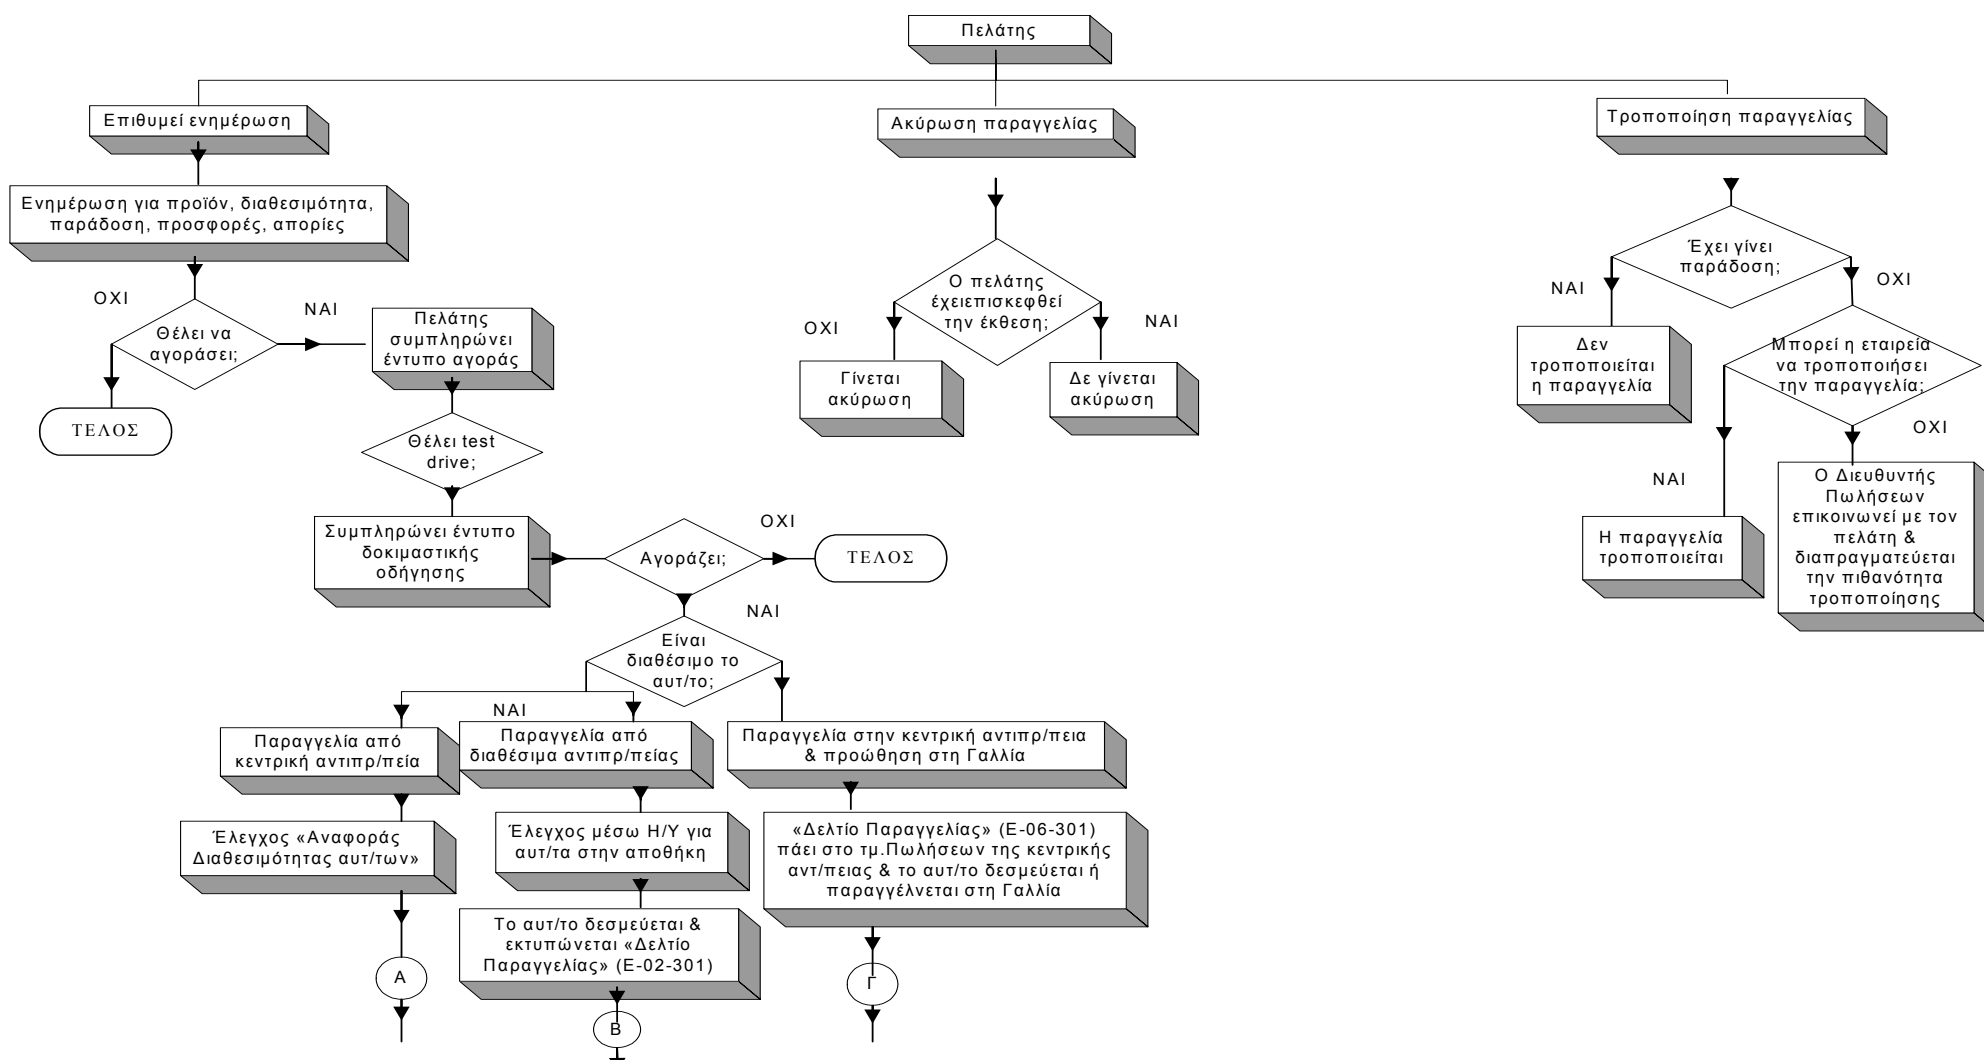 Πελάτης
Επιθυμεί ενημέρωση
Ακύρωση παραγγελίας
Τροποποίηση παραγγελίας
Ενημέρωση για προϊόν, διαθεσιμότητα,
παράδοση, προσφορές, απορίες
ΟΧΙ
ΝΑΙ
Θέλει να
αγοράσει;
ΤΕΛΟΣ
Πελάτης
συμπληρώνει
έντυπο αγοράς
Θέλει test
drive;
Συμπληρώνει έντυπο
δοκιμαστικής
οδήγησης
Αγοράζει;
ΟΧΙ
ΤΕΛΟΣ
ΝΑΙ
Είναι
διαθέσιμο το
αυτ/το;
ΝΑΙ
Παραγγελία από
κεντρική αντιπρ/πεία
Παραγγελία από
διαθέσιμα αντιπρ/πείας
Παραγγελία στην κεντρική αντιπρ/πεια
& προώθηση στη Γαλλία
Έλεγχος «Αναφοράς
Διαθεσιμότητας αυτ/των»
Έλεγχος μέσω Η/Υ για
αυτ/τα στην αποθήκη
«Δελτίο Παραγγελίας» (Ε-06-301)
πάει στο τμ.Πωλήσεων της κεντρικής
αντ/πειας & το αυτ/το δεσμεύεται ή
παραγγέλνεται στη Γαλλία
Το αυτ/το δεσμεύεται &
εκτυπώνεται «Δελτίο
Παραγγελίας» (Ε-02-301)
Α
Β
Γ
Ο πελάτης
έχειεπισκεφθεί
την έκθεση;
ΟΧΙ
ΝΑΙ
Γίνεται
ακύρωση
Δε γίνεται
ακύρωση
Έχει γίνει
παράδοση;
ΝΑΙ
ΟΧΙ
Δεν
τροποποιείται
η παραγγελία
Μπορεί η εταιρεία
να τροποποιήσει
την παραγγελία;
ΟΧΙ
ΝΑΙ
Η παραγγελία
τροποποιείται
Ο Διευθυντής
Πωλήσεων
επικοινωνεί με τον
πελάτη &
διαπραγματεύεται
την πιθανότητα
τροποποίησης